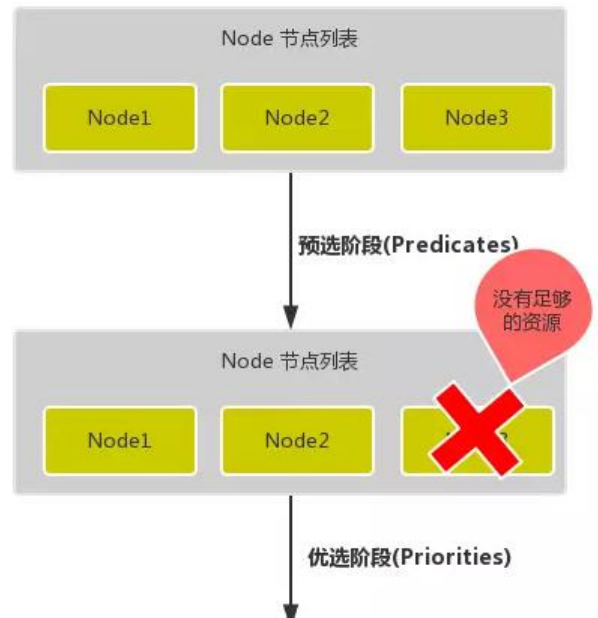 Node 节点列表
Node1
Node2
Node3
预选阶段(Predicates)
没有足够
的资源
Node 节点列表
Node1
Node2
优选阶段(Priorities)